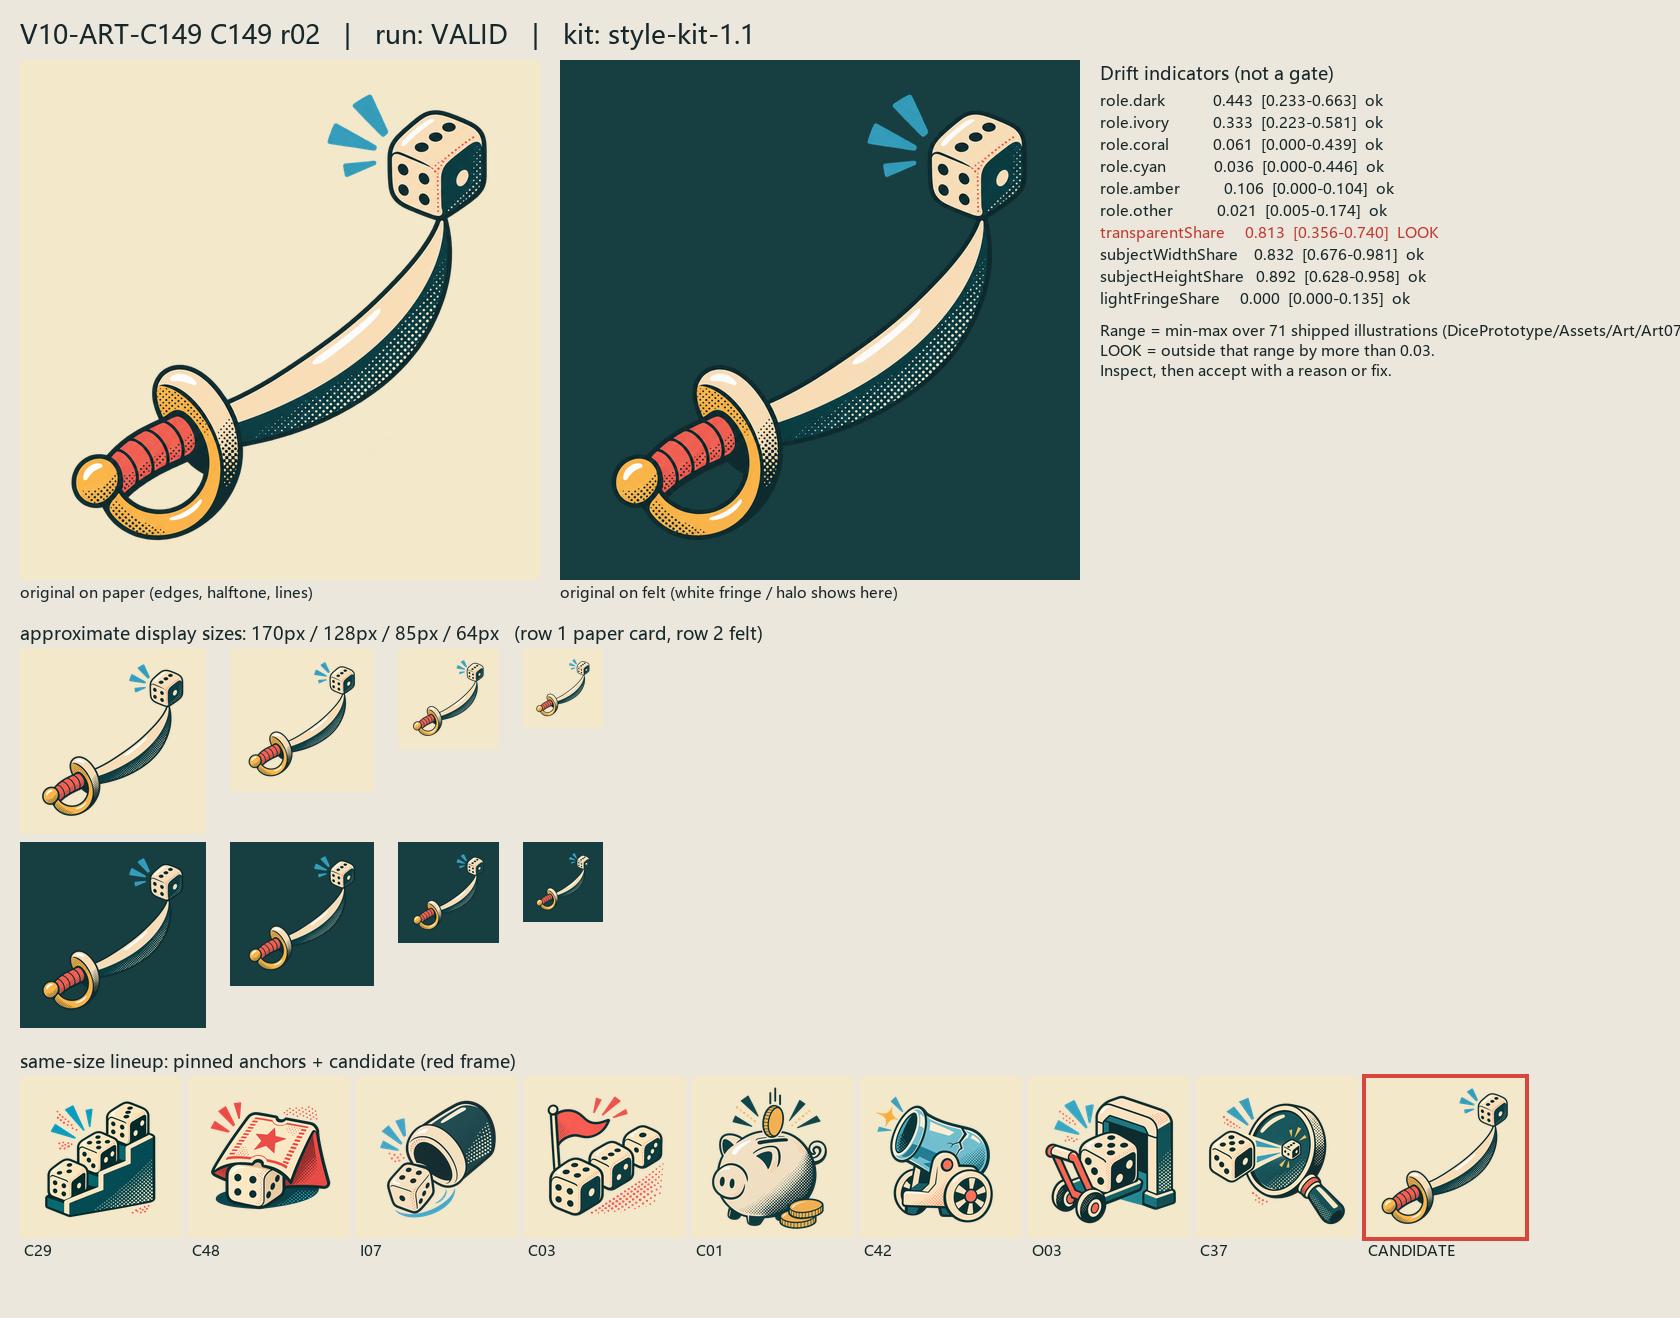 V10-ART-C149 C149 r02 | run: VALID | kit: style-kit-1.1
Drift indicators (not a gate)
role.dark 0.443 [0.233-0.663] ok
role.ivory 0.333 [0.223-0.581] ok
role.coral 0.061 [0.000-0.439] ok
role.cyan 0.036 [0.000-0.446] ok
role.amber 0.106 [0.000-0.104] ok
role.other 0.021 [0.005-0.174] ok
transparentShare 0.813 [0.356-0.740] LOOK
subjectWidthShare 0.832 [0.676-0.981] ok
subjectHeightShare 0.892 [0.628-0.958] ok
lightFringeShare 0.000 [0.000-0.135] ok
Range = min-max over 71 shipped illustrations (DicePrototype/Assets/Art/Art07
LOOK = outside that range by more than 0.03.
Inspect, then accept with a reason or fix.
original on paper (edges, halftone, lines)
original on felt (white fringe / halo shows here)
approximate display sizes: 170px / 128px / 85px / 64px (row 1 paper card, row 2 felt)
same-size lineup: pinned anchors + candidate (red frame)
C29
C48
I07
C03
C01
C42
O03
C37
CANDIDATE